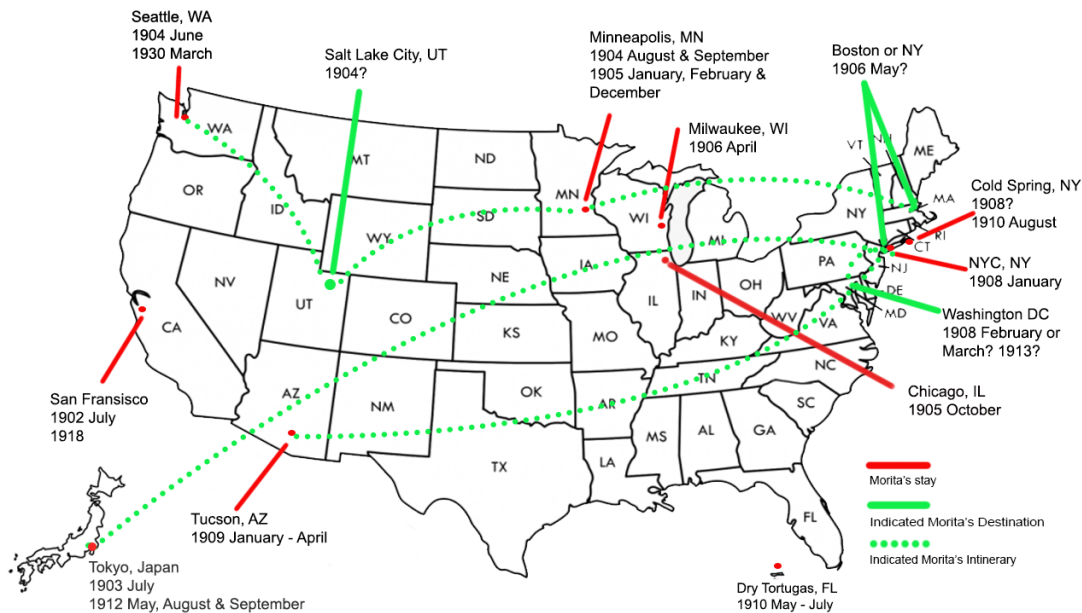 Seattle, WA
1904 June
1930 March
Salt Lake City, UT
1904?
Minneapolis, MN
1904 August & September
1905 January, February &
December
Boston or NY
1906 May?
Milwaukee, WI
1906 April
Cold Spring, NY
1908?
1910 August
NYC, NY
1908 January
Washington DC
1908 February or
March? 1913?
Chicago, IL
1905 October
San Fransisco
1902 July
1918
Tucson, AZ
1909 January - April
Tokyo, Japan
1903 July
1912 May, August & September
Dry Tortugas, FL
1910 May - July
Morita's stay
Indicated Morita's Destination
Indicated Morita's Intinerary
WA
MT
ND
MN
VT
NH
ME
OR
ID
SD
WI
MI
NY
MA
RI
CT
WY
IA
PA
NJ
NV
UT
NE
IL
IN
OH
DE
MD
CA
CO
KS
MO
WV
VA
KY
AZ
NM
OK
AR
TN
NC
SC
TX
LA
MS
AL
GA
FL